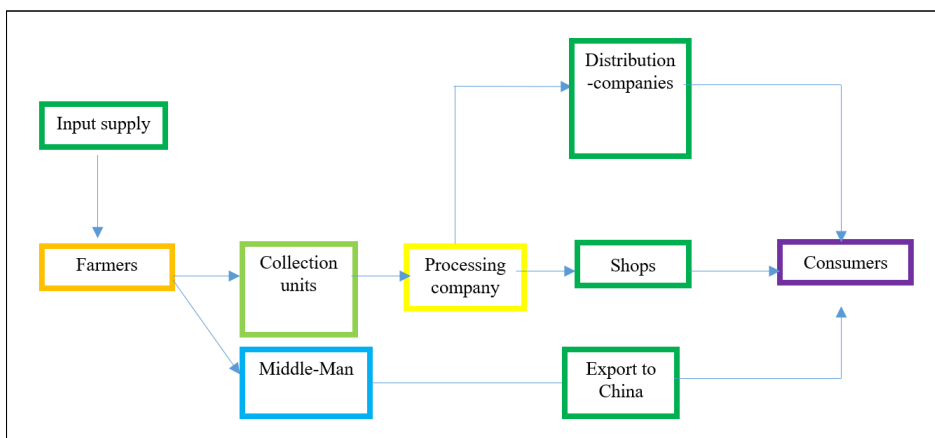 Distribution
-companies
Input supply
Farmers
Collection
units
Processing
company
Shops
Consumers
Middle-Man
Export to
China